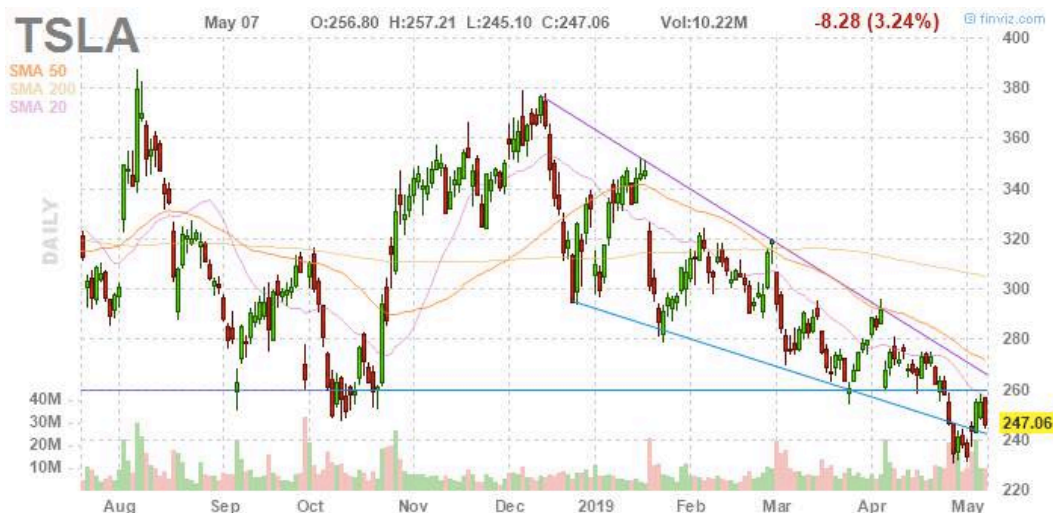 TSLA
May 07 O:256.80 H:257.21 L:245.10 C:247.06 Vol:10.22M -8.28 (3.24%) © finviz.com
SMA 50
SMA 200
SMA 20
DAILY
400
380
360
340
320
300
280
260
247.06
240
220
40M
30M
20M
10M
Aug Sep Oct Nov Dec 2019 Feb Mar Apr May